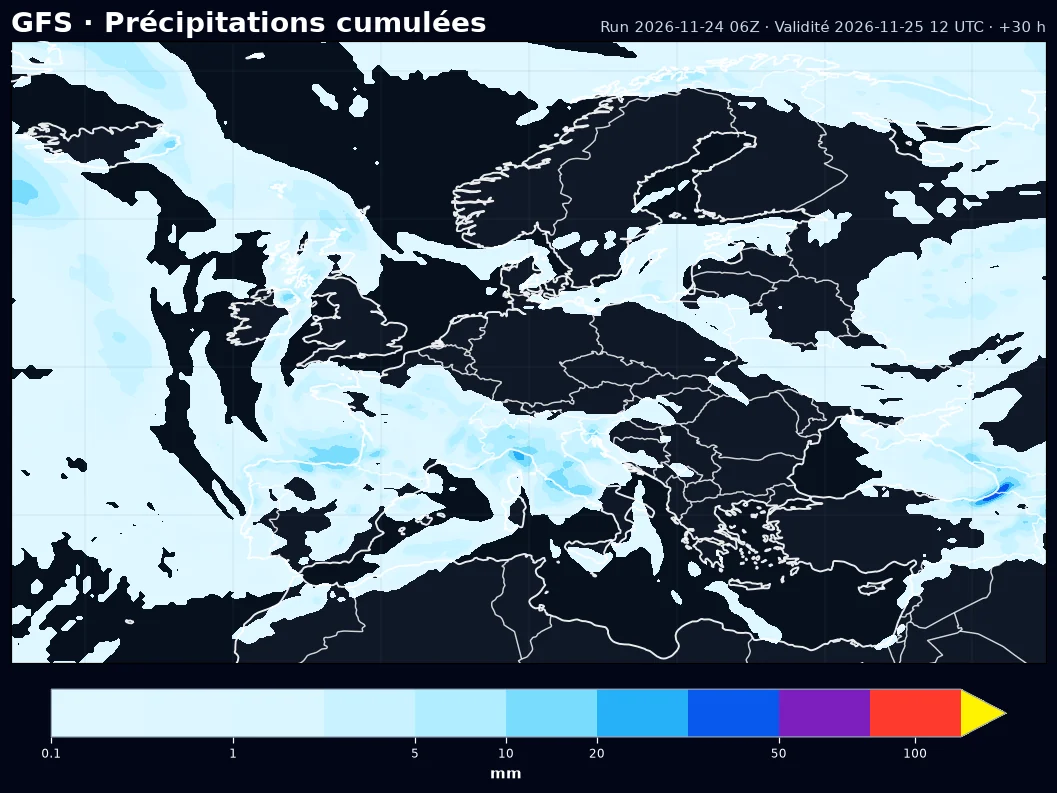 GFS · Précipitations cumulées
Run 2026-11-24 06Z · Validité 2026-11-25 12 UTC · +30 h
0.1 1 5 10 20 50 100
mm